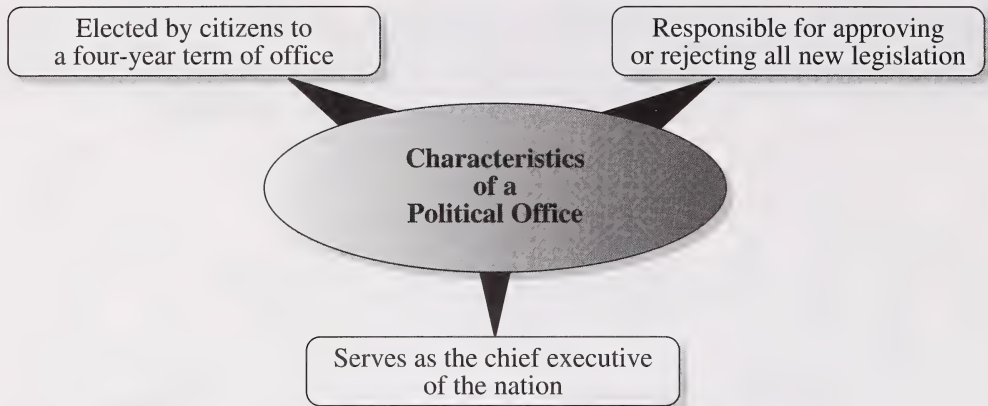 Elected by citizens to
a four-year term of office
Responsible for approving
or rejecting all new legislation
Characteristics
of a
Political Office
Serves as the chief executive
of the nation